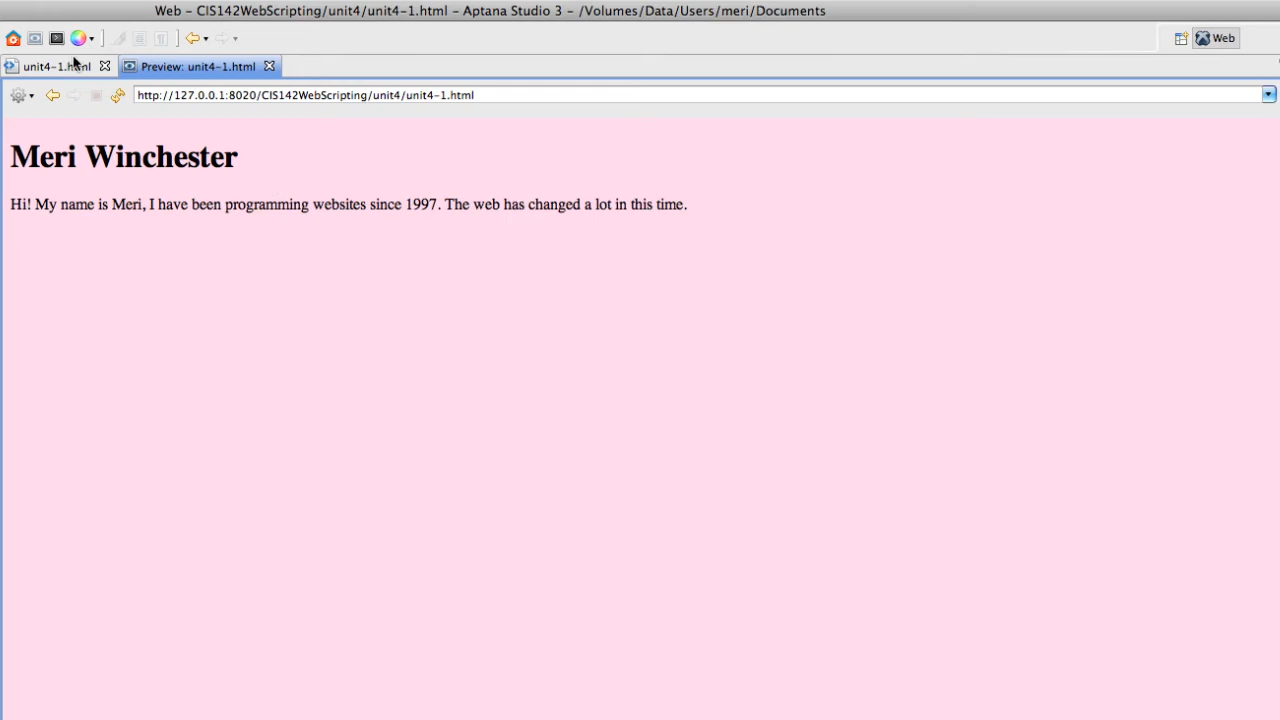 Web – CIS142WebScripting/unit4/unit4-1.html – Aptana Studio 3 – /Volumes/Data/Users/meri/Documents
Web
unit4-1.html
Preview: unit4-1.html
http://127.0.0.1:8020/CIS142WebScripting/unit4/unit4-1.html
Meri Winchester
Hi! My name is Meri, I have been programming websites since 1997. The web has changed a lot in this time.